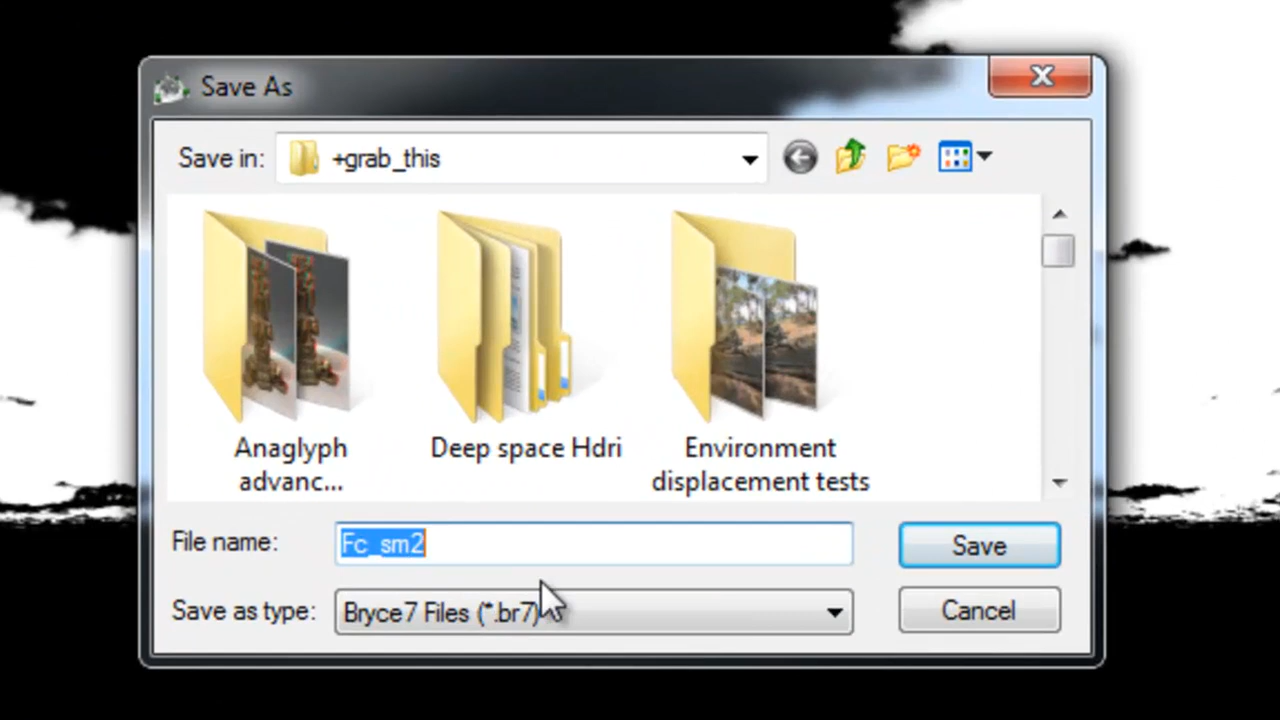 Save As
Save in: +grab_this
Anaglyph
advanc...
Deep space Hdri
Environment
displacement tests
File name: Fc_sm2
Save
Save as type: Bryce7 Files (*.br7)
Cancel